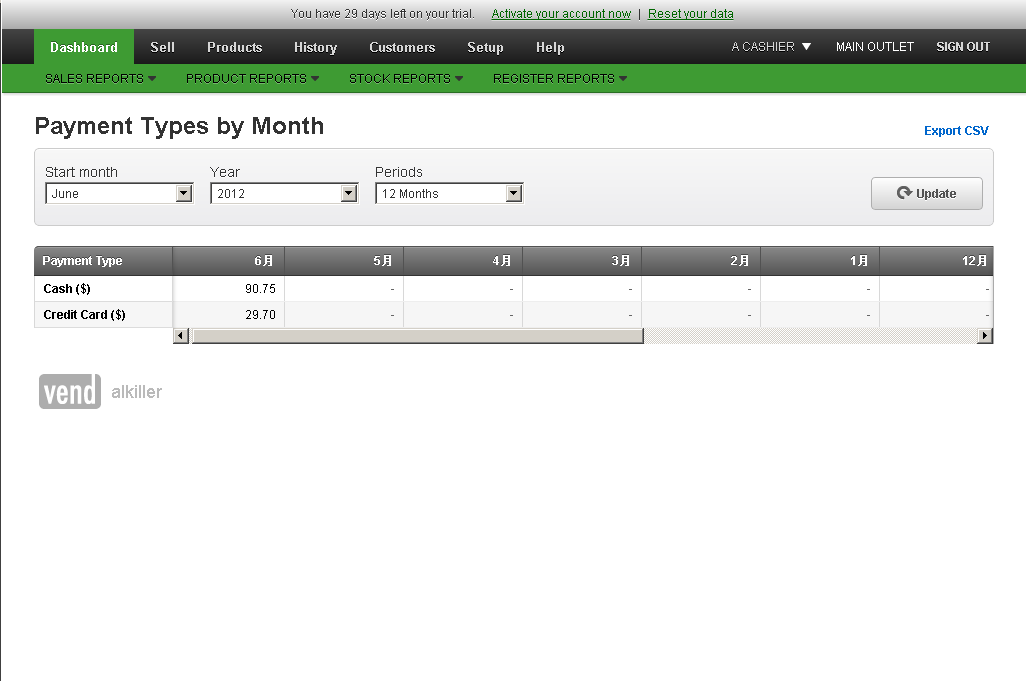 You have 29 days left on your trial. Activate your account now | Reset your data
Dashboard Sell Products History Customers Setup Help A CASHIER MAIN OUTLET SIGN OUT
SALES REPORTS PRODUCT REPORTS STOCK REPORTS REGISTER REPORTS
Payment Types by Month
Export CSV
Start month Year Periods
June 2012 12 Months Update
Payment Type 6月 5月 4月 3月 2月 1月 12月
Cash ($) 90.75 - - - - - -
Credit Card ($) 29.70 - - - - - -
vend alkiller